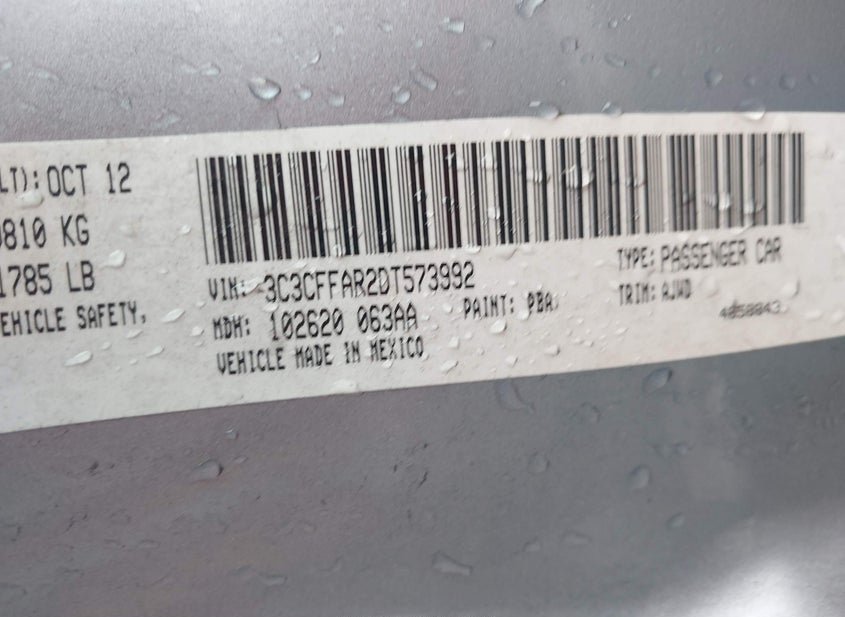 LT): OCT 12
810 KG
1785 LB
EHICLE SAFETY,
VIN: 3C3CFFAR2DT573992
TYPE: PASSENGER CAR
MDH: 102620 063AA
PAINT: PBA
TRIM: AJWD
VEHICLE MADE IN MEXICO